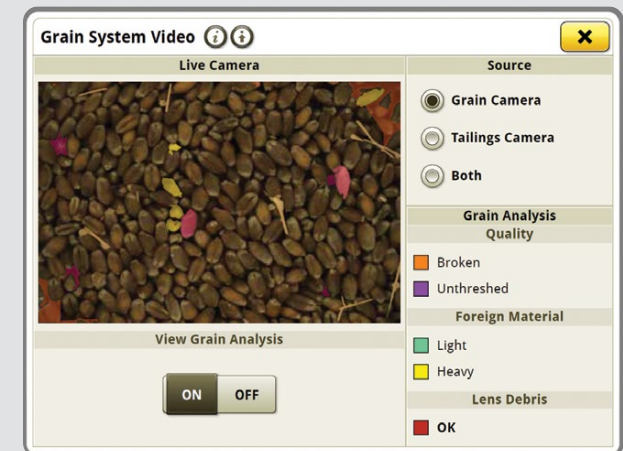 Grain System Video
Live Camera
View Grain Analysis
ON OFF
Source
Grain Camera
Tailings Camera
Both
Grain Analysis
Quality
Broken
Unthreshed
Foreign Material
Light
Heavy
Lens Debris
OK